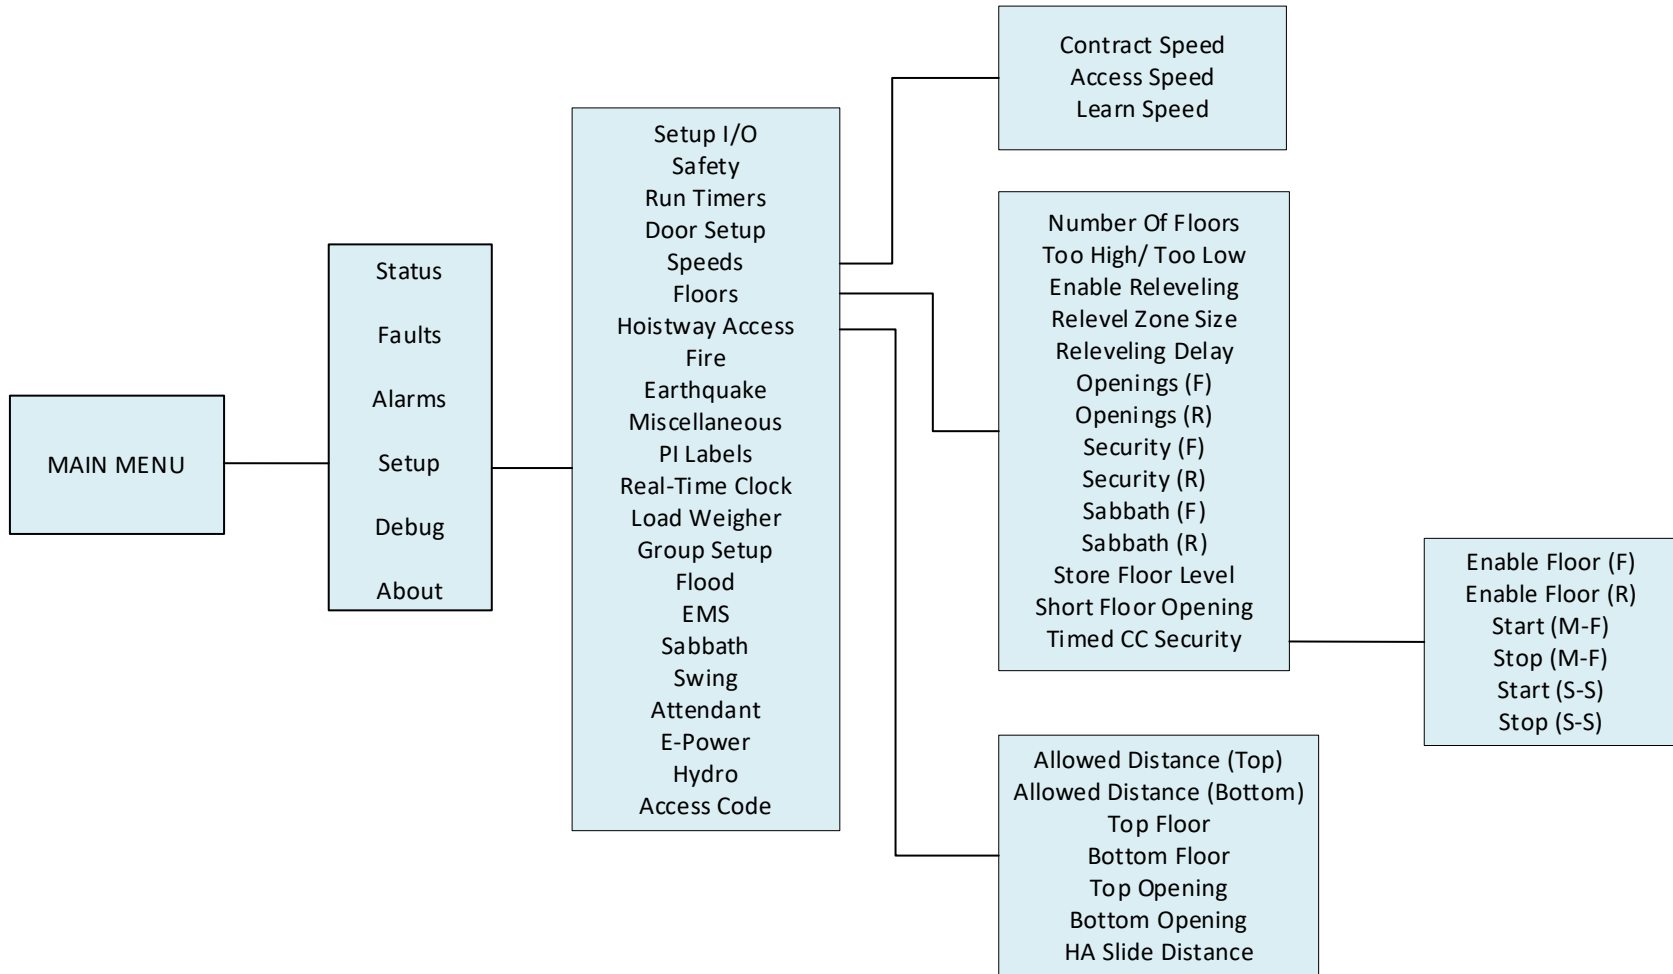 MAIN MENU
Status
Faults
Alarms
Setup
Debug
About
Setup I/O
Safety
Run Timers
Door Setup
Speeds
Floors
Hoistway Access
Fire
Earthquake
Miscellaneous
PI Labels
Real-Time Clock
Load Weigher
Group Setup
Flood
EMS
Sabbath
Swing
Attendant
E-Power
Hydro
Access Code
Contract Speed
Access Speed
Learn Speed
Number Of Floors
Too High/ Too Low
Enable Releveling
Relevel Zone Size
Releveling Delay
Openings (F)
Openings (R)
Security (F)
Security (R)
Sabbath (F)
Sabbath (R)
Store Floor Level
Short Floor Opening
Timed CC Security
Enable Floor (F)
Enable Floor (R)
Start (M-F)
Stop (M-F)
Start (S-S)
Stop (S-S)
Allowed Distance (Top)
Allowed Distance (Bottom)
Top Floor
Bottom Floor
Top Opening
Bottom Opening
HA Slide Distance